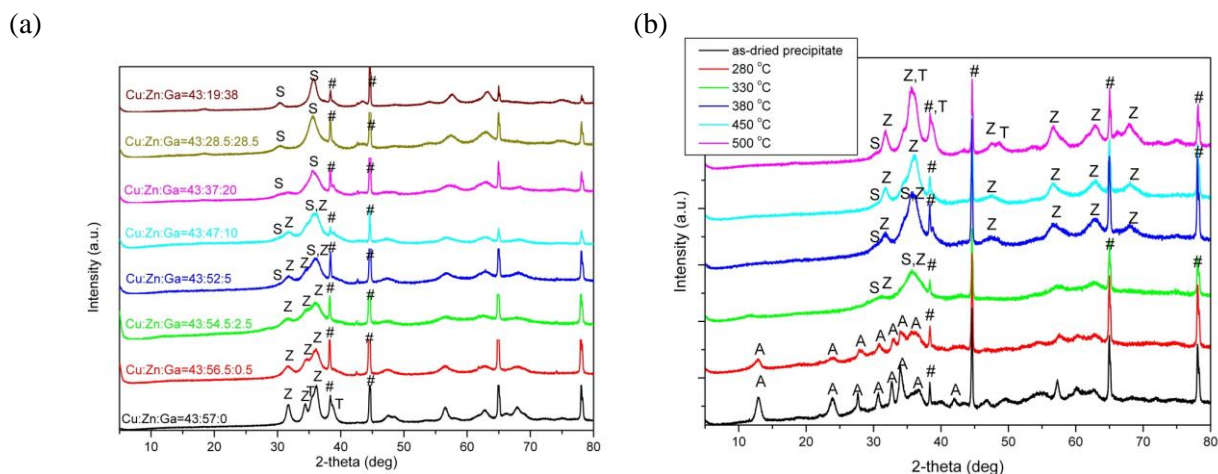 (a)
Cu:Zn:Ga=43:19:38
S S # #
Cu:Zn:Ga=43:28.5:28.5
S S # #
Cu:Zn:Ga=43:37:20
S S # #
Cu:Zn:Ga=43:47:10
S Z S,Z # #
Cu:Zn:Ga=43:52:5
S Z Z S,Z # #
Cu:Zn:Ga=43:54.5:2.5
Z Z Z # #
Cu:Zn:Ga=43:56.5:0.5
Z Z Z # #
Cu:Zn:Ga=43:57:0
Z Z T Z # T #
Intensity (a.u.)
10 20 30 40 50 60 70 80
2-theta (deg)
(b)
as-dried precipitate
280 °C
330 °C
380 °C
450 °C
500 °C
S Z Z,T #,T # Z T Z Z # Z #
S Z Z # Z Z Z Z
S Z S,Z # Z Z Z Z
S Z S,Z # # #
A A A A A A A #
A A A A A A A # A
Intensity (a.u.)
10 20 30 40 50 60 70 80
2-theta (deg)